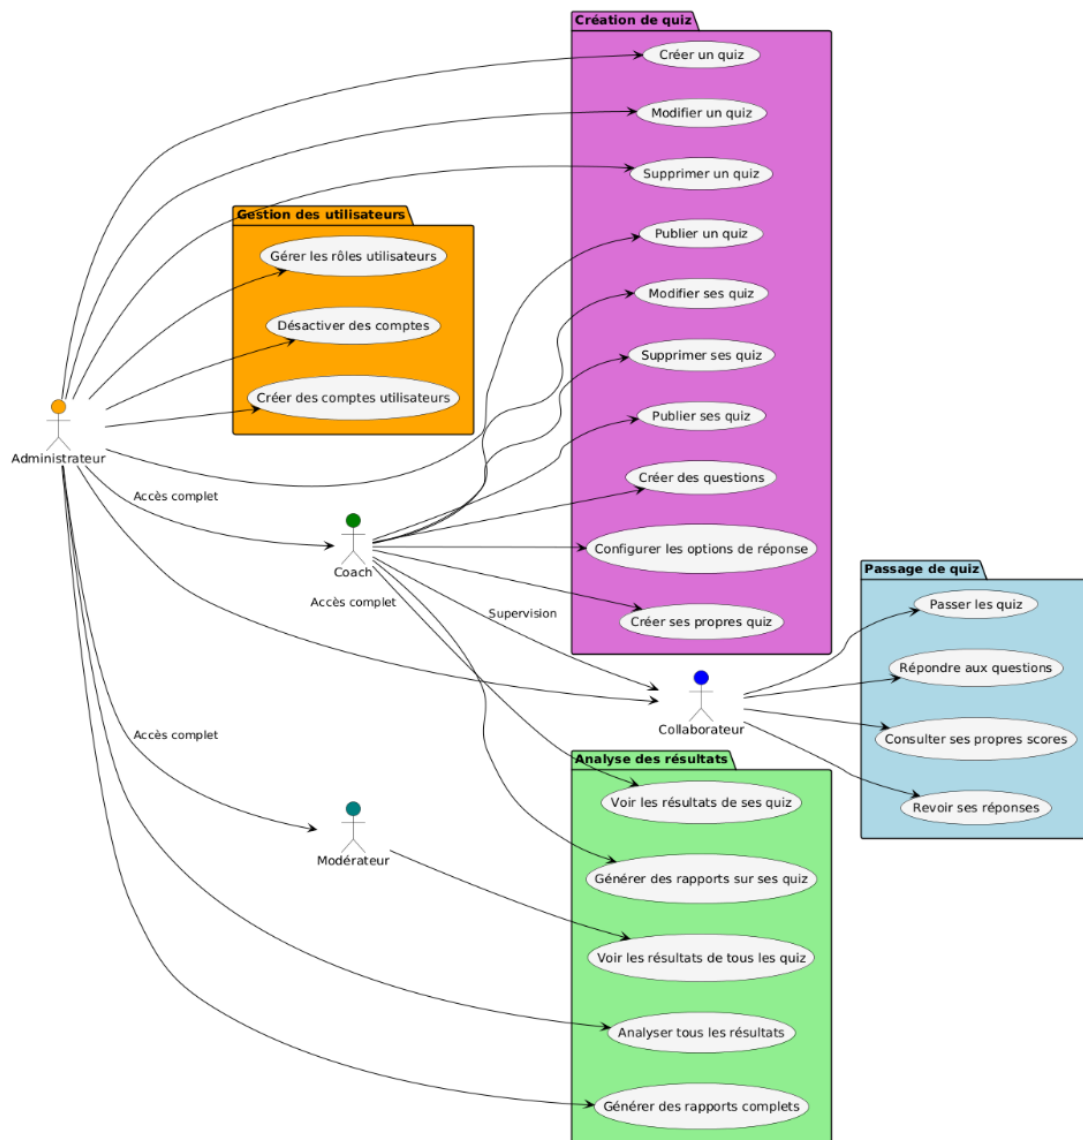 Création de quiz
Créer un quiz
Modifier un quiz
Supprimer un quiz
Publier un quiz
Modifier ses quiz
Supprimer ses quiz
Publier ses quiz
Créer des questions
Configurer les options de réponse
Créer ses propres quiz
Gestion des utilisateurs
Gérer les rôles utilisateurs
Désactiver des comptes
Créer des comptes utilisateurs
Administrateur
Accès complet
Coach
Accès complet
Supervision
Passage de quiz
Passer les quiz
Répondre aux questions
Consulter ses propres scores
Revoir ses réponses
Collaborateur
Accès complet
Modérateur
Analyse des résultats
Voir les résultats de ses quiz
Générer des rapports sur ses quiz
Voir les résultats de tous les quiz
Analyser tous les résultats
Générer des rapports complets